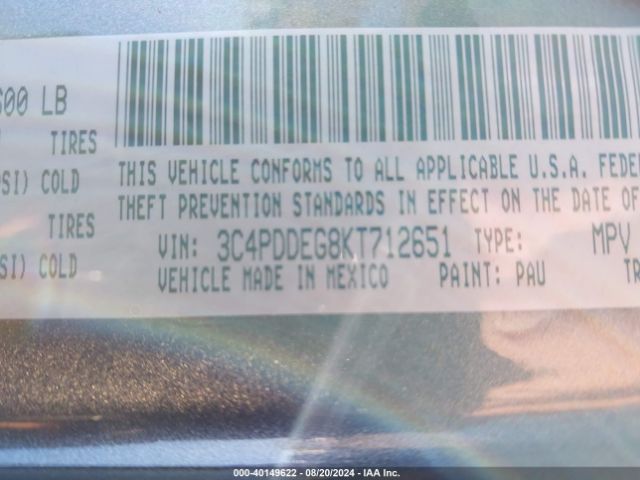 600 LB
TIRES
SI) COLD
TIRES
SI) COLD
THIS VEHICLE CONFORMS TO ALL APPLICABLE U.S.A. FEDE
THEFT PREVENTION STANDARDS IN EFFECT ON THE DATE OF
VIN: 3C4PDDEG8KT712651 TYPE: MPV
VEHICLE MADE IN MEXICO PAINT: PAU TR
000-40149622 - 08/20/2024 - IAA Inc.